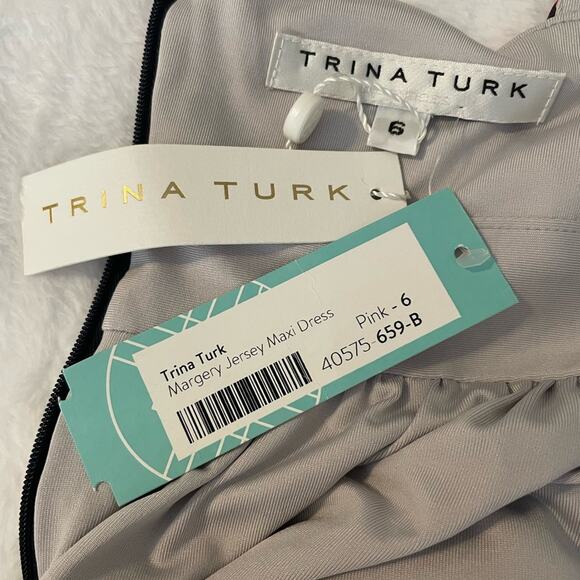 TRINA TURK
6
TRINA TURK
Trina Turk
Margery Jersey Maxi Dress
Pink - 6
40575-659-B